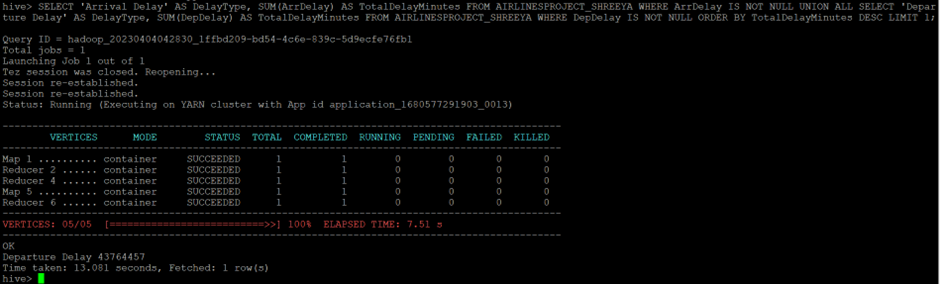 hive> SELECT 'Arrival Delay' AS DelayType, SUM(ArrDelay) AS TotalDelayMinutes FROM AIRLINESPROJECT_SHREEYA WHERE ArrDelay IS NOT NULL UNION ALL SELECT 'Depar
ture Delay' AS DelayType, SUM(DepDelay) AS TotalDelayMinutes FROM AIRLINESPROJECT_SHREEYA WHERE DepDelay IS NOT NULL ORDER BY TotalDelayMinutes DESC LIMIT 1;
Query ID = hadoop_20230404042830_1ffbd209-bd54-4c6e-839c-5d9ecfe76fb1
Total jobs = 1
Launching Job 1 out of 1
Tez session was closed. Reopening...
Session re-established.
Session re-established.
Status: Running (Executing on YARN cluster with App id application_1680577291903_0013)
----------------------------------------------------------------------------------------------
VERTICES MODE STATUS TOTAL COMPLETED RUNNING PENDING FAILED KILLED
----------------------------------------------------------------------------------------------
Map 1 .......... container SUCCEEDED 1 1 0 0 0 0
Reducer 2 ...... container SUCCEEDED 1 1 0 0 0 0
Reducer 4 ...... container SUCCEEDED 1 1 0 0 0 0
Map 5 .......... container SUCCEEDED 1 1 0 0 0 0
Reducer 6 ...... container SUCCEEDED 1 1 0 0 0 0
----------------------------------------------------------------------------------------------
VERTICES: 05/05 [==========================>>] 100% ELAPSED TIME: 7.51 s
----------------------------------------------------------------------------------------------
OK
Departure Delay 43764457
Time taken: 13.081 seconds, Fetched: 1 row(s)
hive>